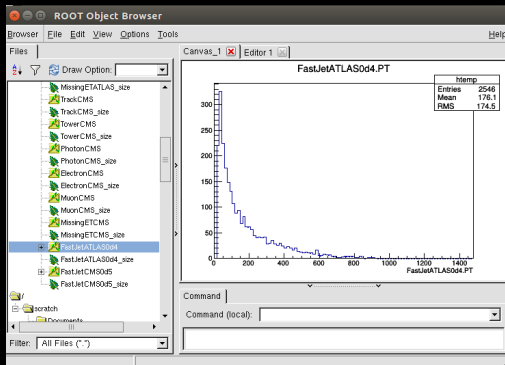 ROOT Object Browser
Browser File Edit View Options Tools Help
Files
Draw Option:
MissingETATLAS_size
TrackCMS
TrackCMS_size
TowerCMS
TowerCMS_size
PhotonCMS
PhotonCMS_size
ElectronCMS
ElectronCMS_size
MuonCMS
MuonCMS_size
MissingETCMS
MissingETCMS_size
FastJetATLAS0d4
FastJetATLAS0d4_size
FastJetCMS0d5
FastJetCMS0d5_size
/
scratch
Documents
Filter: All Files (*.*)
Canvas_1 Editor 1
FastJetATLAS0d4.PT
htemp
Entries 2546
Mean 176.1
RMS 174.5
300
250
200
150
100
50
0
0 200 400 600 800 1000 1200 1400
FastJetATLAS0d4.PT
Command
Command (local):